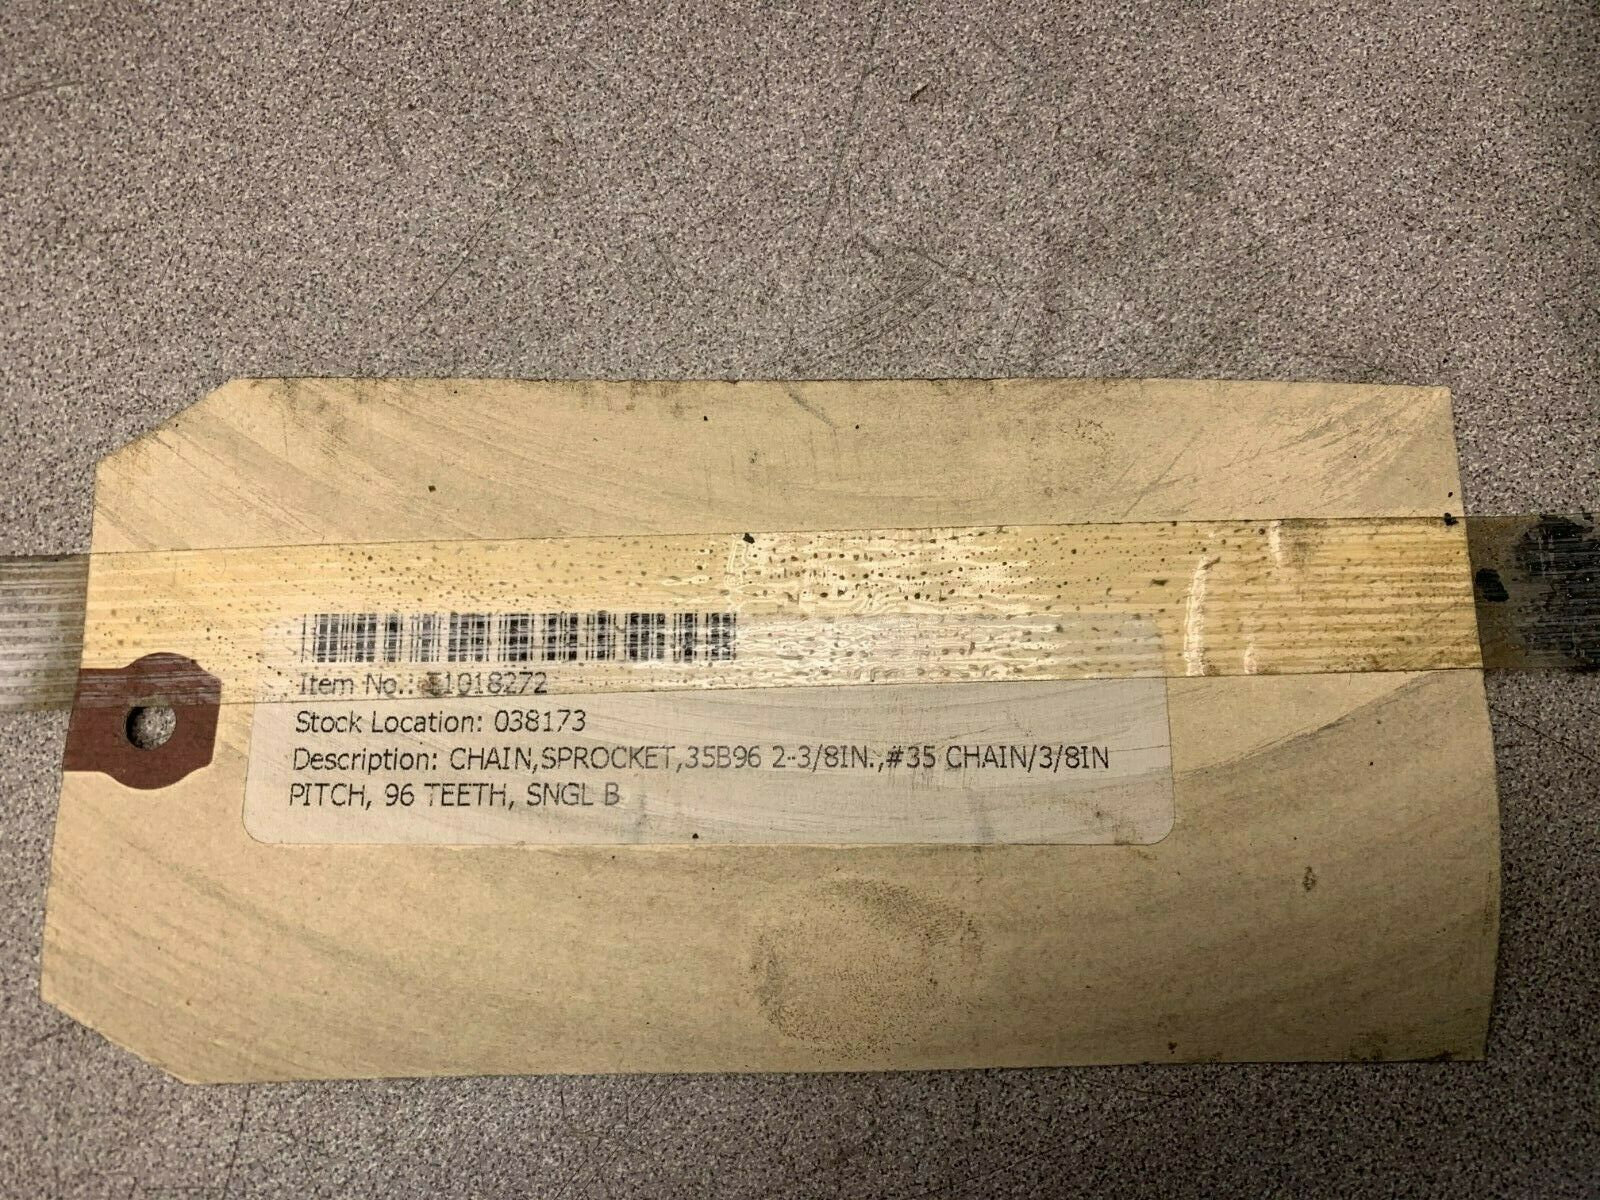 Item No.: 11018272
Stock Location: 038173
Description: CHAIN,SPROCKET,35B96 2-3/8IN.,#35 CHAIN/3/8IN
PITCH, 96 TEETH, SNGL B